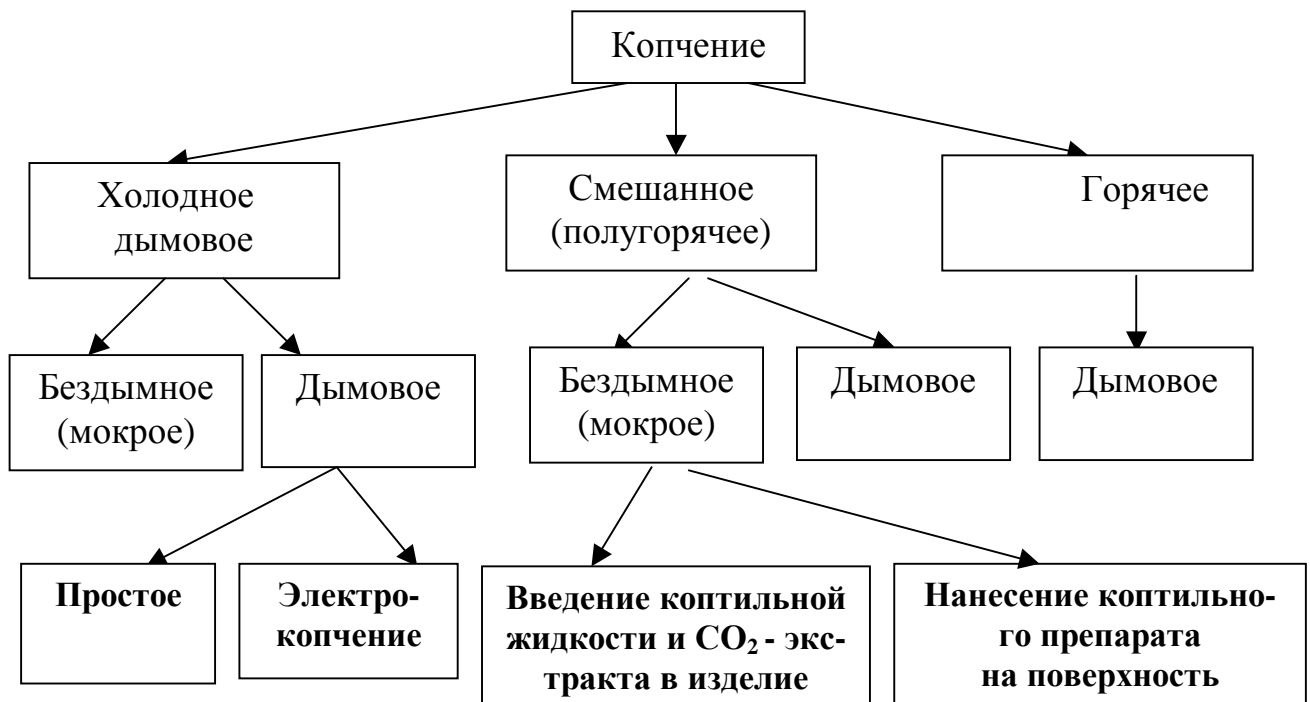 Копчение
Холодное
дымовое
Смешанное
(полугорячее)
Горячее
Бездымное
(мокрое)
Дымовое
Бездымное
(мокрое)
Дымовое
Дымовое
Простое
Электро-
копчение
Введение коптильной
жидкости и CO₂ - экс-
тракта в изделие
Нанесение коптильно-
го препарата
на поверхность